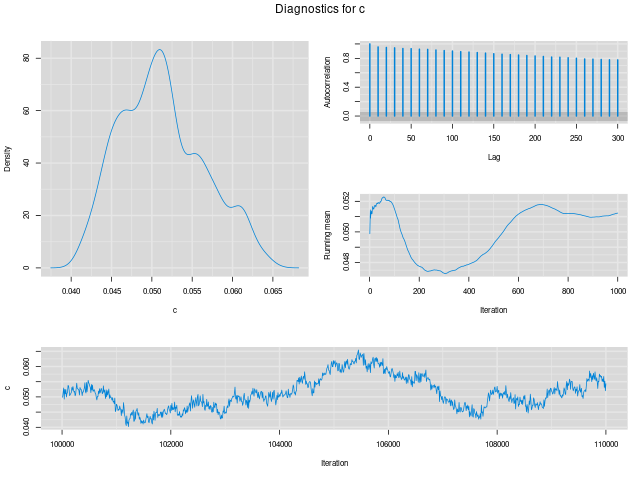 Diagnostics for c
Density
0 20 40 60 80
0.040 0.045 0.050 0.055 0.060 0.065
c
Autocorrelation
0.0 0.4 0.8
0 50 100 150 200 250 300
Lag
Running mean
0.048 0.050 0.052
0 200 400 600 800 1000
Iteration
c
0.040 0.050 0.060
100000 102000 104000 106000 108000 110000
Iteration